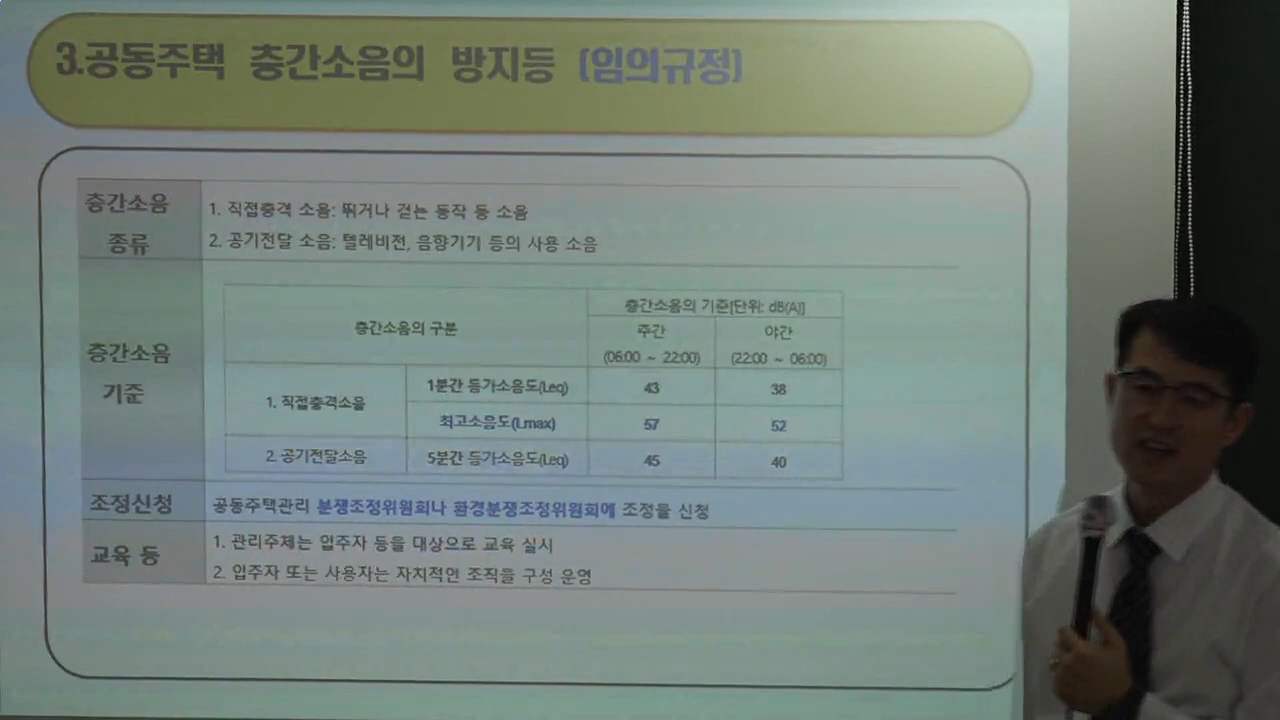 3.공동주택 층간소음의 방지등 (임의규정)
층간소음 종류
1. 직접충격 소음: 뛰거나 걷는 동작 등 소음
2. 공기전달 소음: 텔레비전, 음향기기 등의 사용 소음
층간소음 기준
층간소음의 구분
층간소음의 기준[단위: dB(A)]
주간
(06:00 ~ 22:00)
야간
(22:00 ~ 06:00)
1. 직접충격소음
1분간 등가소음도(Leq) 43 38
최고소음도(Lmax) 57 52
2. 공기전달소음 5분간 등가소음도(Leq) 45 40
조정신청 공동주택관리 분쟁조정위원회나 환경분쟁조정위원회에 조정을 신청
교육 등
1. 관리주체는 입주자 등을 대상으로 교육 실시
2. 입주자 또는 사용자는 자치적인 조직을 구성 운영